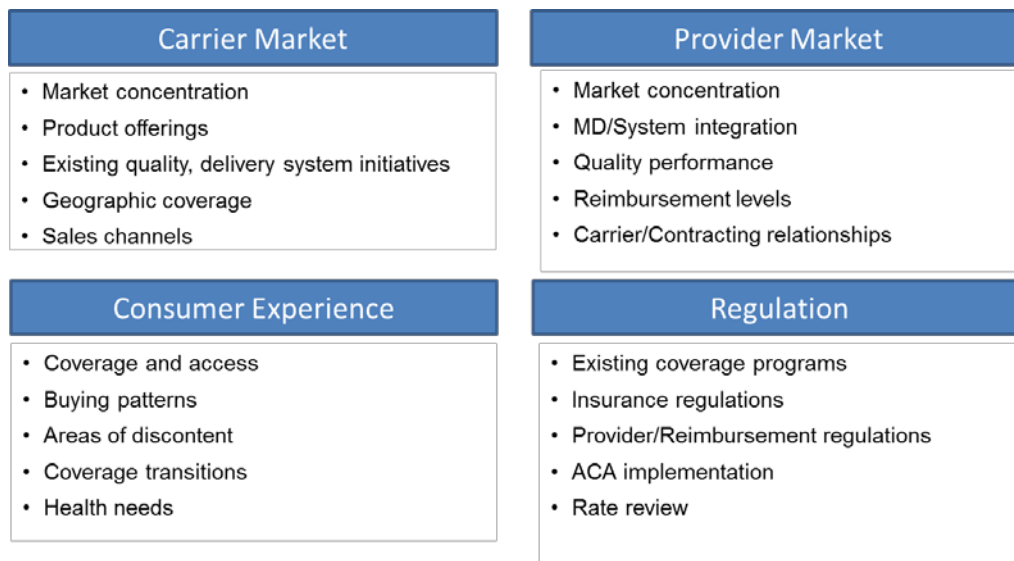 Carrier Market
• Market concentration
• Product offerings
• Existing quality, delivery system initiatives
• Geographic coverage
• Sales channels
Provider Market
• Market concentration
• MD/System integration
• Quality performance
• Reimbursement levels
• Carrier/Contracting relationships
Consumer Experience
• Coverage and access
• Buying patterns
• Areas of discontent
• Coverage transitions
• Health needs
Regulation
• Existing coverage programs
• Insurance regulations
• Provider/Reimbursement regulations
• ACA implementation
• Rate review